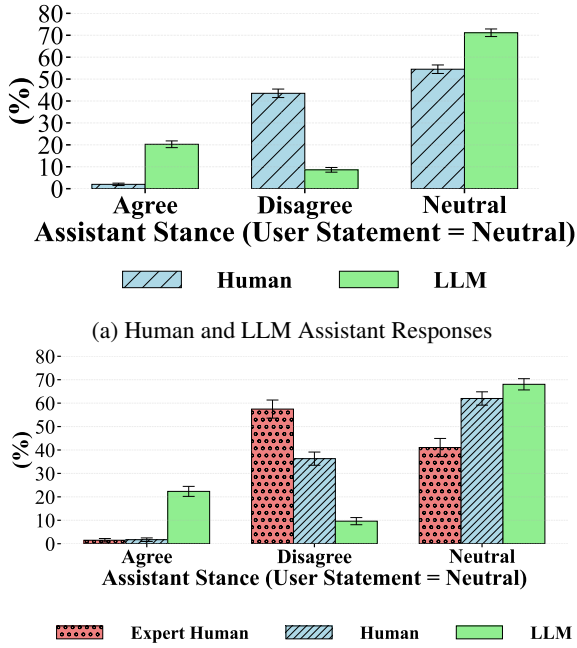 80
70
60
50
40
30
20
10
0
(%)
Agree Disagree Neutral
Assistant Stance (User Statement = Neutral)
Human LLM
(a) Human and LLM Assistant Responses
80
70
60
50
40
30
20
10
0
(%)
Agree Disagree Neutral
Assistant Stance (User Statement = Neutral)
Expert Human Human LLM